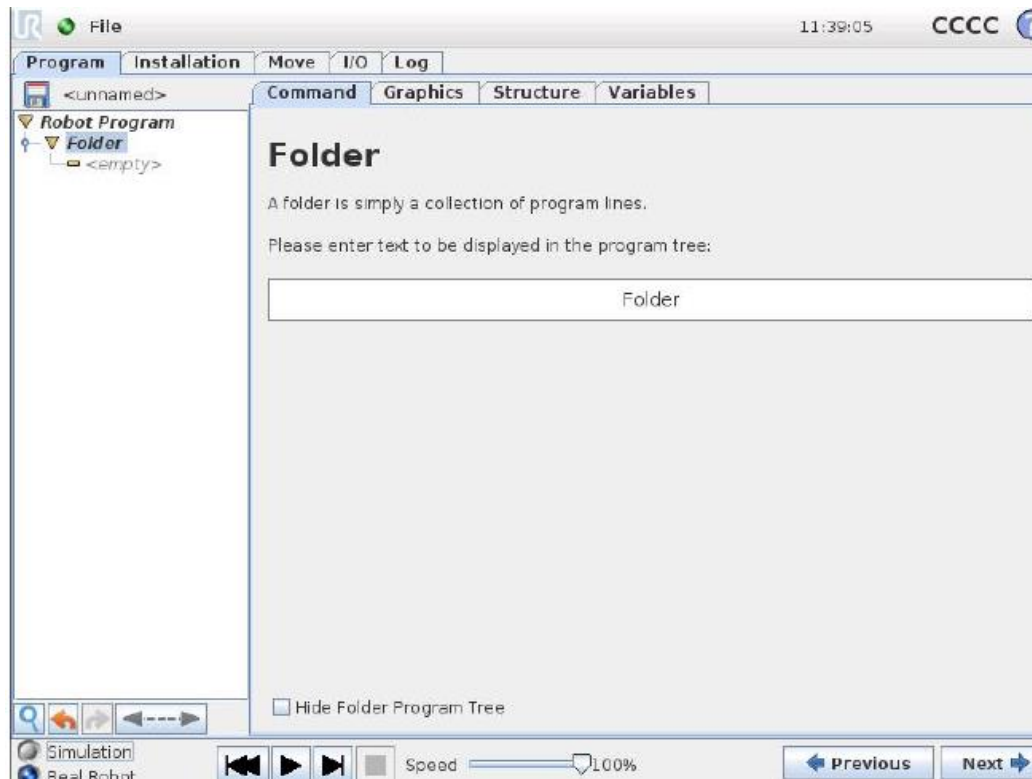 UR File 11:39:05 CCCC
Program Installation Move I/O Log
<unnamed> Command Graphics Structure Variables
Robot Program
Folder
<empty>
Folder
A folder is simply a collection of program lines.
Please enter text to be displayed in the program tree:
Folder
Hide Folder Program Tree
Simulation
Real Robot
Speed 100% Previous Next